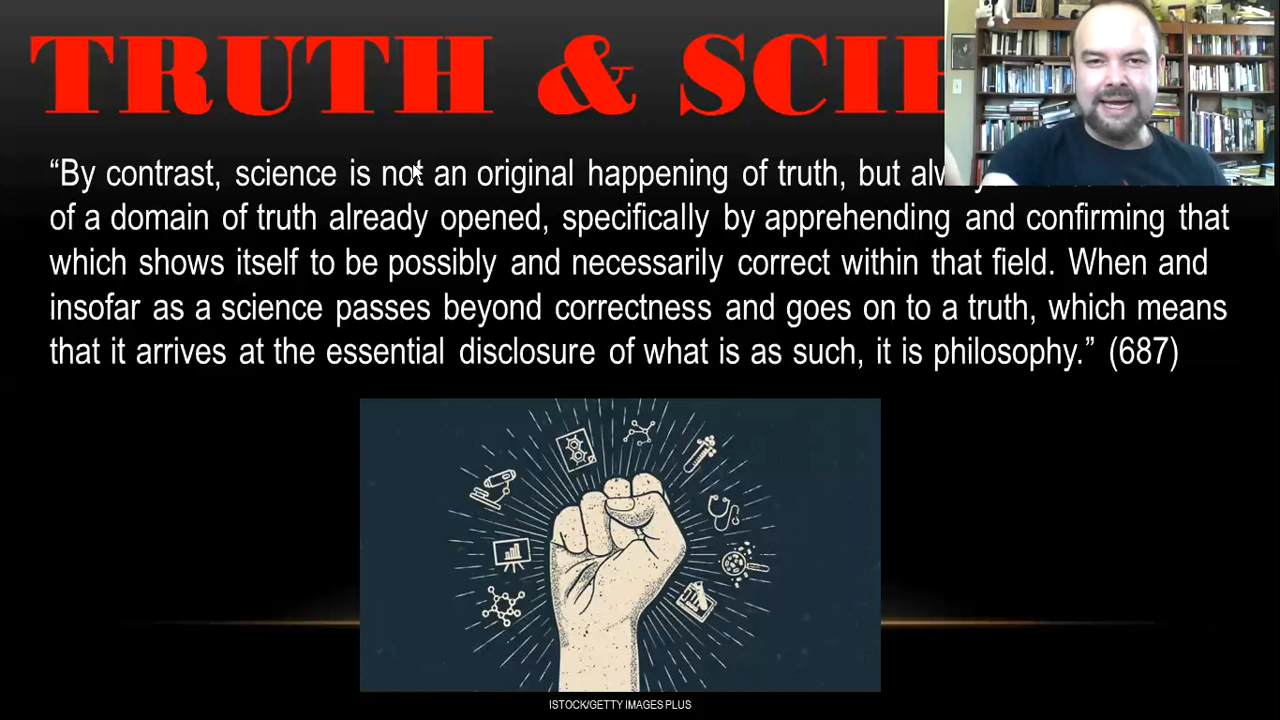 TRUTH & SCIE
“By contrast, science is not an original happening of truth, but
of a domain of truth already opened, specifically by apprehending and confirming that
which shows itself to be possibly and necessarily correct within that field. When and
insofar as a science passes beyond correctness and goes on to a truth, which means
that it arrives at the essential disclosure of what is as such, it is philosophy.” (687)
ISTOCK/GETTY IMAGES PLUS